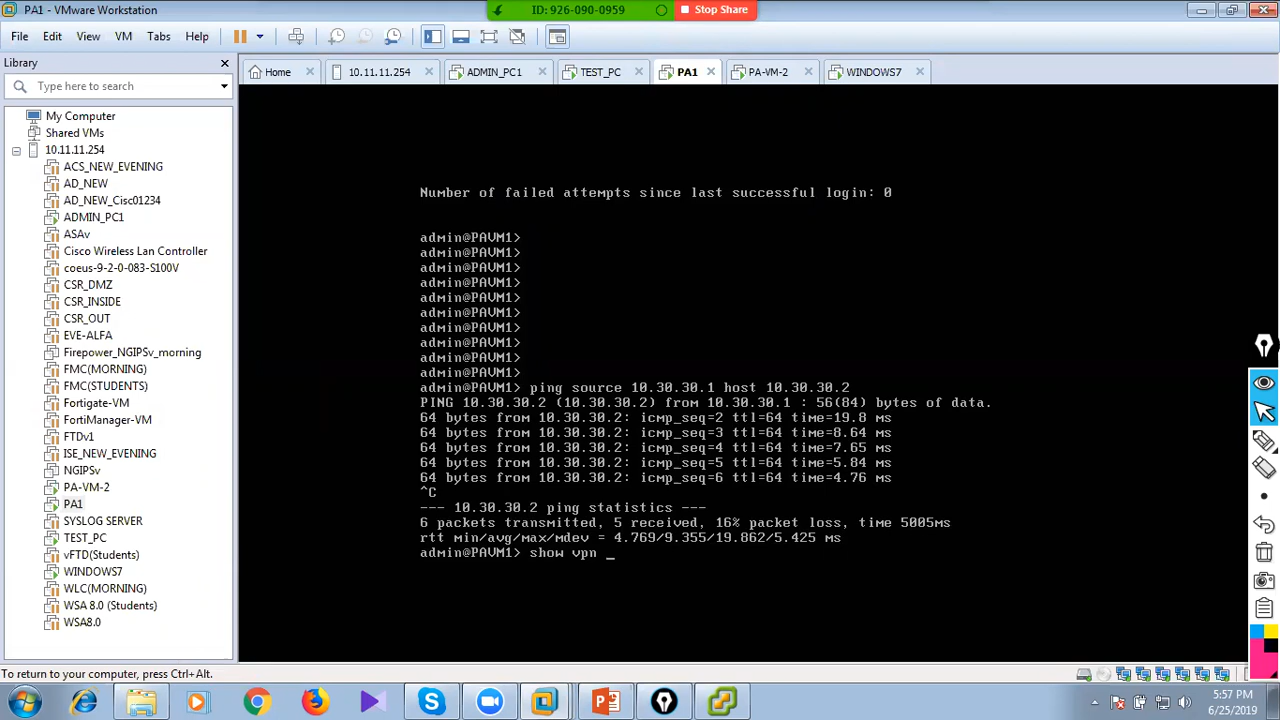 PA1 - VMware Workstation
ID: 926-090-0959
Stop Share
File Edit View VM Tabs Help
Library
Home
10.11.11.254
ADMIN_PC1
TEST_PC
PA1
PA-VM-2
WINDOWS7
Type here to search
My Computer
Shared VMs
10.11.11.254
ACS_NEW_EVENING
AD_NEW
AD_NEW_Cisc01234
ADMIN_PC1
ASAv
Cisco Wireless Lan Controller
coeus-9-2-0-083-S100V
CSR_DMZ
CSR_INSIDE
CSR_OUT
EVE-ALFA
Firepower_NGIPSv_morning
FMC(MORNING)
FMC(STUDENTS)
Fortigate-VM
FortiManager-VM
FTDv1
ISE_NEW_EVENING
NGIPSv
PA-VM-2
PA1
SYSLOG SERVER
TEST_PC
vFTD(Students)
WINDOWS7
WLC(MORNING)
WSA 8.0 (Students)
WSA8.0
Number of failed attempts since last successful login: 0
admin@PAVM1>
admin@PAVM1>
admin@PAVM1>
admin@PAVM1>
admin@PAVM1>
admin@PAVM1>
admin@PAVM1>
admin@PAVM1>
admin@PAVM1>
admin@PAVM1>
admin@PAVM1> ping source 10.30.30.1 host 10.30.30.2
PING 10.30.30.2 (10.30.30.2) from 10.30.30.1 : 56(84) bytes of data.
64 bytes from 10.30.30.2: icmp_seq=2 ttl=64 time=19.8 ms
64 bytes from 10.30.30.2: icmp_seq=3 ttl=64 time=8.64 ms
64 bytes from 10.30.30.2: icmp_seq=4 ttl=64 time=7.65 ms
64 bytes from 10.30.30.2: icmp_seq=5 ttl=64 time=5.84 ms
64 bytes from 10.30.30.2: icmp_seq=6 ttl=64 time=4.76 ms
^C
--- 10.30.30.2 ping statistics ---
6 packets transmitted, 5 received, 16% packet loss, time 5005ms
rtt min/avg/max/mdev = 4.769/9.355/19.862/5.425 ms
admin@PAVM1> show vpn _
To return to your computer, press Ctrl+Alt.
5:57 PM
6/25/2019